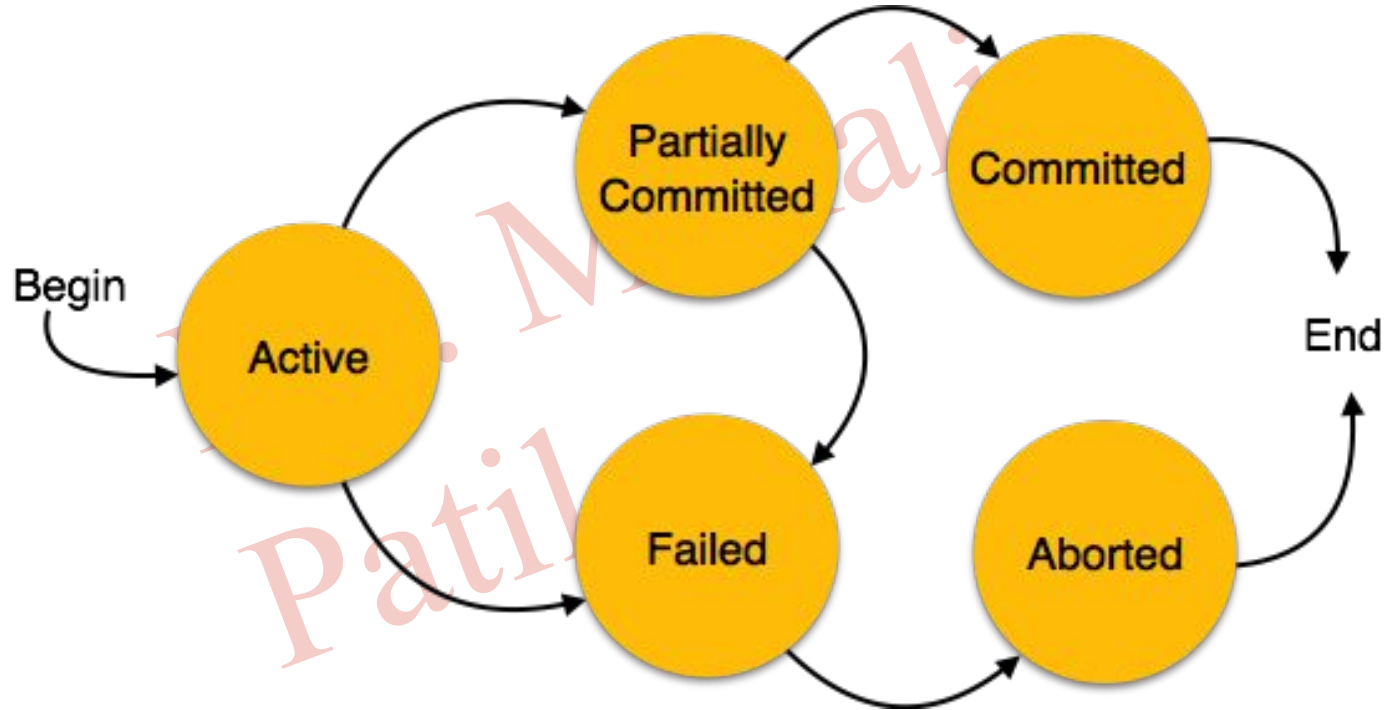 Partially
Committed
Committed
Begin
Active
End
Failed
Aborted
Patil